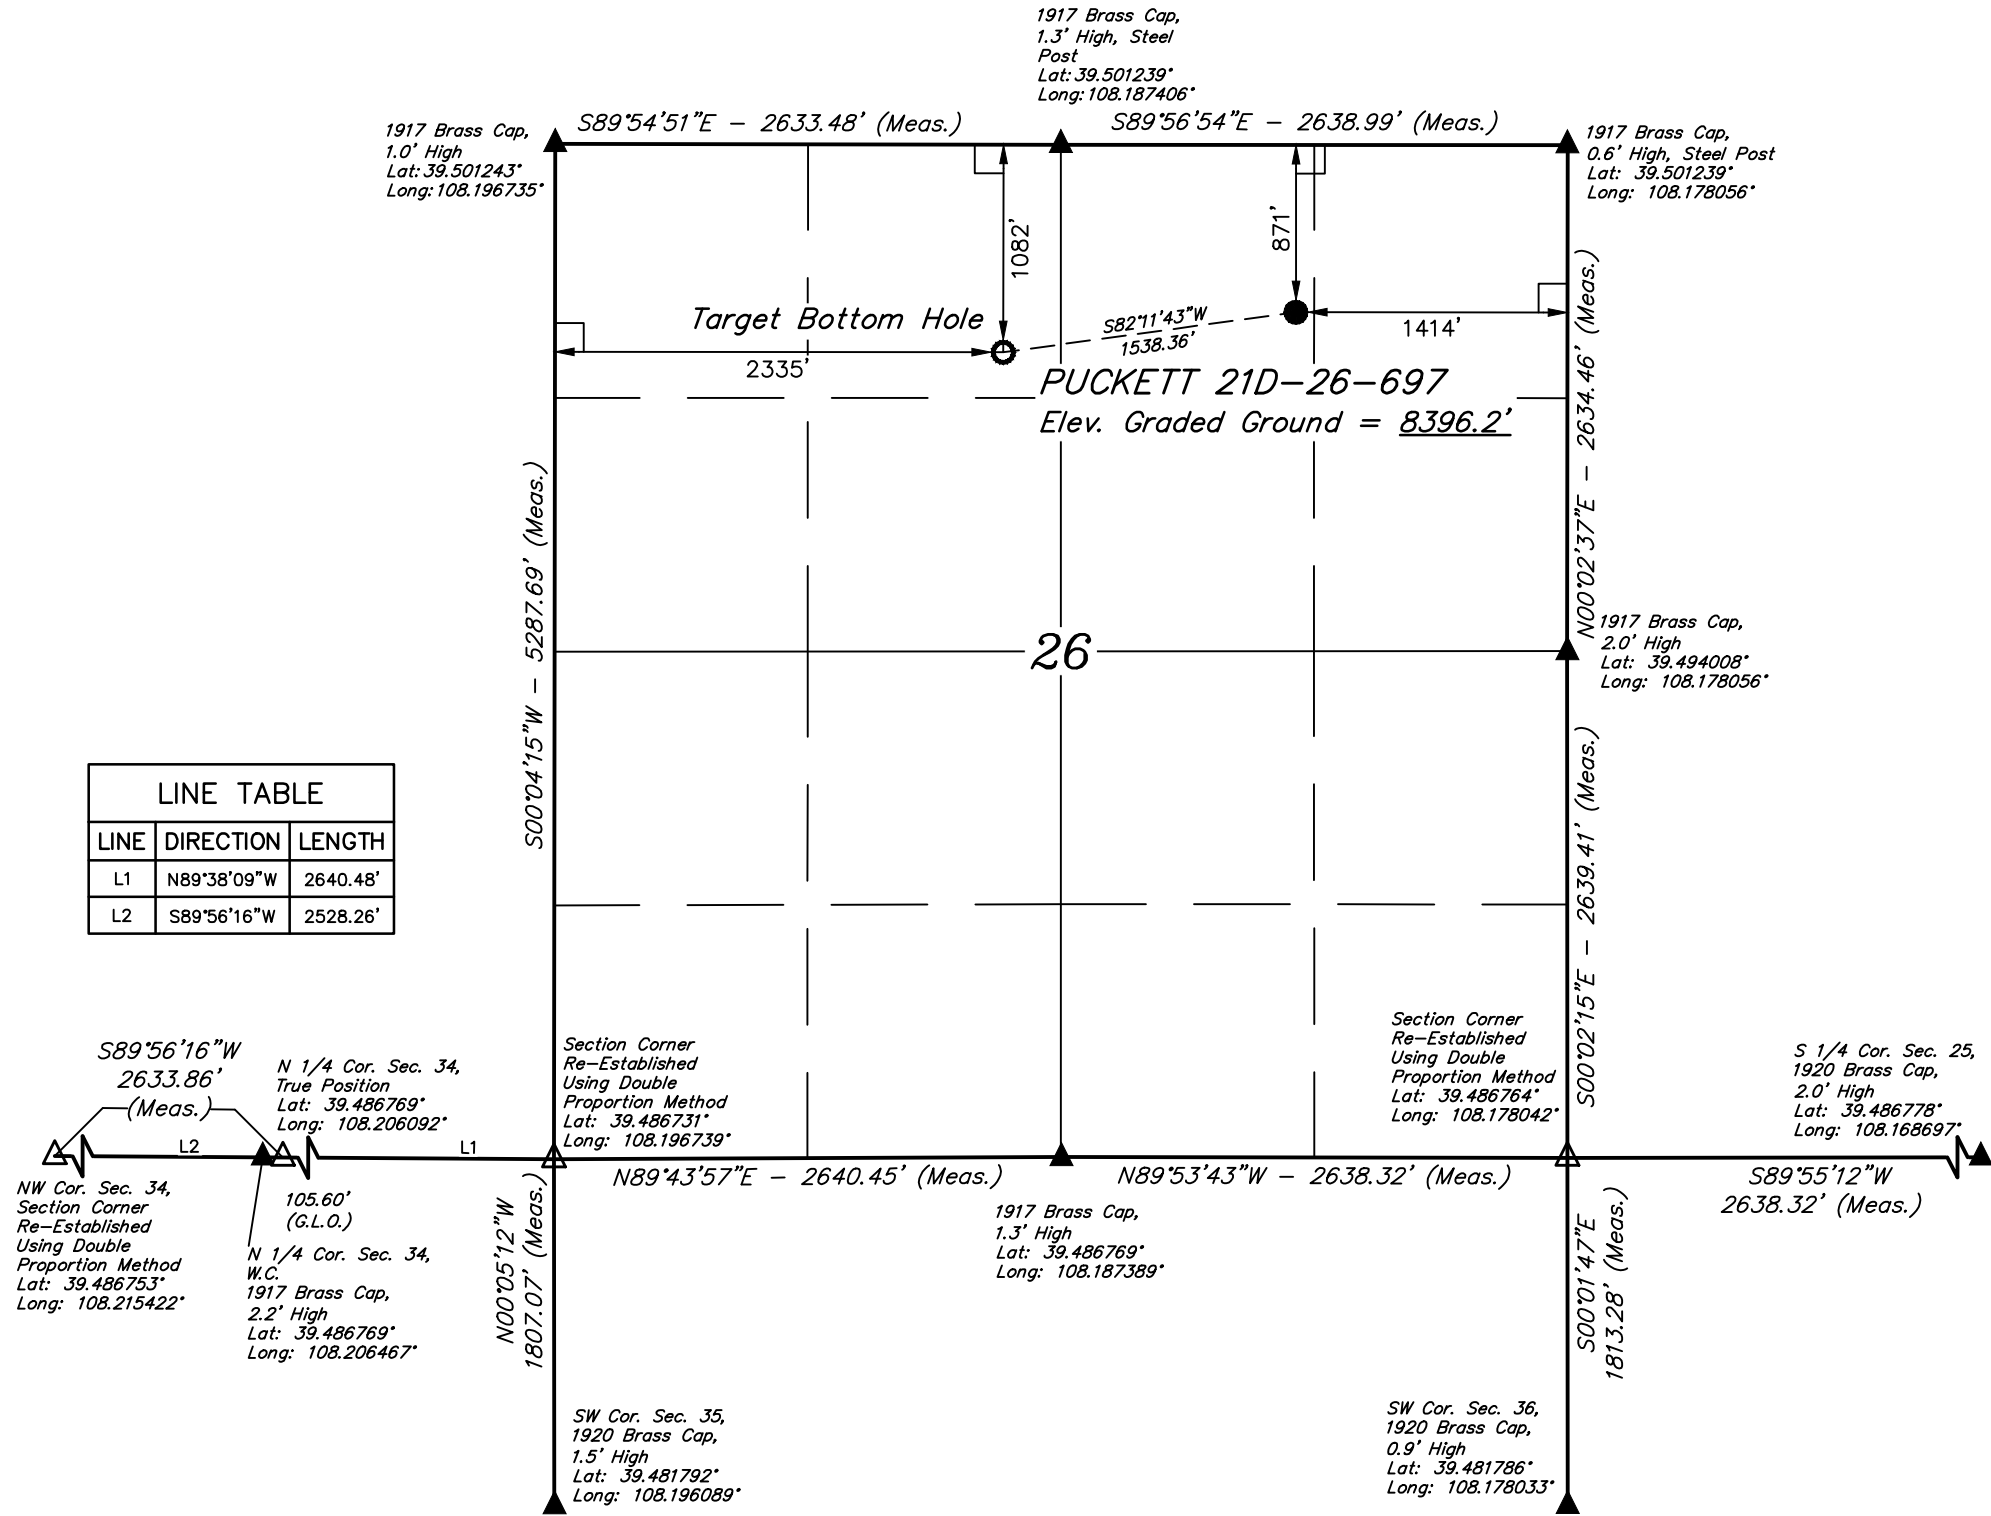 1917 Brass Cap,
1.3' High, Steel
Post
Lat: 39.501239°
Long: 108.187406°
S89°54'51"E - 2633.48' (Meas.)
S89°56'54"E - 2638.99' (Meas.)
1917 Brass Cap,
1.0' High
Lat: 39.501243°
Long: 108.196735°
1917 Brass Cap,
0.6' High, Steel Post
Lat: 39.501239°
Long: 108.178056°
1082'
871'
Target Bottom Hole
2335'
S82°11'43"W
1538.36'
1414'
PUCKETT 21D-26-697
Elev. Graded Ground = 8396.2'
N00°02'37"E - 2634.46' (Meas.)
S00°04'15"W - 5287.69' (Meas.)
26
1917 Brass Cap,
2.0' High
Lat: 39.494008°
Long: 108.178056°
S00°02'15"E - 2639.41' (Meas.)
LINE TABLE
LINE DIRECTION LENGTH
L1 N89°38'09"W 2640.48'
L2 S89°56'16"W 2528.26'
S89°56'16"W
2633.86'
(Meas.)
N 1/4 Cor. Sec. 34,
True Position
Lat: 39.486769°
Long: 108.206092°
L2
L1
Section Corner
Re-Established
Using Double
Proportion Method
Lat: 39.486731°
Long: 108.196739°
Section Corner
Re-Established
Using Double
Proportion Method
Lat: 39.486764°
Long: 108.178042°
S 1/4 Cor. Sec. 25,
1920 Brass Cap,
2.0' High
Lat: 39.486778°
Long: 108.168697°
NW Cor. Sec. 34,
Section Corner
Re-Established
Using Double
Proportion Method
Lat: 39.486753°
Long: 108.215422°
105.60'
(G.L.O.)
N 1/4 Cor. Sec. 34,
W.C.
1917 Brass Cap,
2.2' High
Lat: 39.486769°
Long: 108.206467°
N89°43'57"E - 2640.45' (Meas.)
N89°53'43"W - 2638.32' (Meas.)
S89°55'12"W
2638.32' (Meas.)
1917 Brass Cap,
1.3' High
Lat: 39.486769°
Long: 108.187389°
N00°05'12"W
1807.07' (Meas.)
S00°01'47"E
1813.28' (Meas.)
SW Cor. Sec. 35,
1920 Brass Cap,
1.5' High
Lat: 39.481792°
Long: 108.196089°
SW Cor. Sec. 36,
1920 Brass Cap,
0.9' High
Lat: 39.481786°
Long: 108.178033°